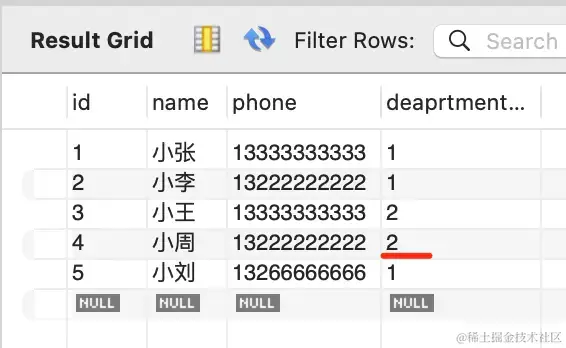 Result Grid Filter Rows: Search
id name phone deaprtment...
1 小张 13333333333 1
2 小李 13222222222 1
3 小王 13333333333 2
4 小周 13222222222 2
5 小刘 13266666666 1
NULL NULL NULL NULL
@稀土掘金技术社区